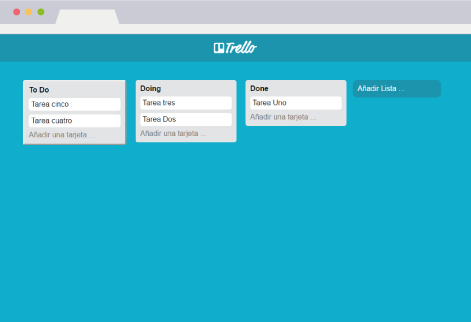 Trello
To Do
Tarea cinco
Tarea cuatro
Añadir una tarjeta ...
Doing
Tarea tres
Tarea Dos
Añadir una tarjeta ...
Done
Tarea Uno
Añadir una tarjeta ...
Añadir Lista ...